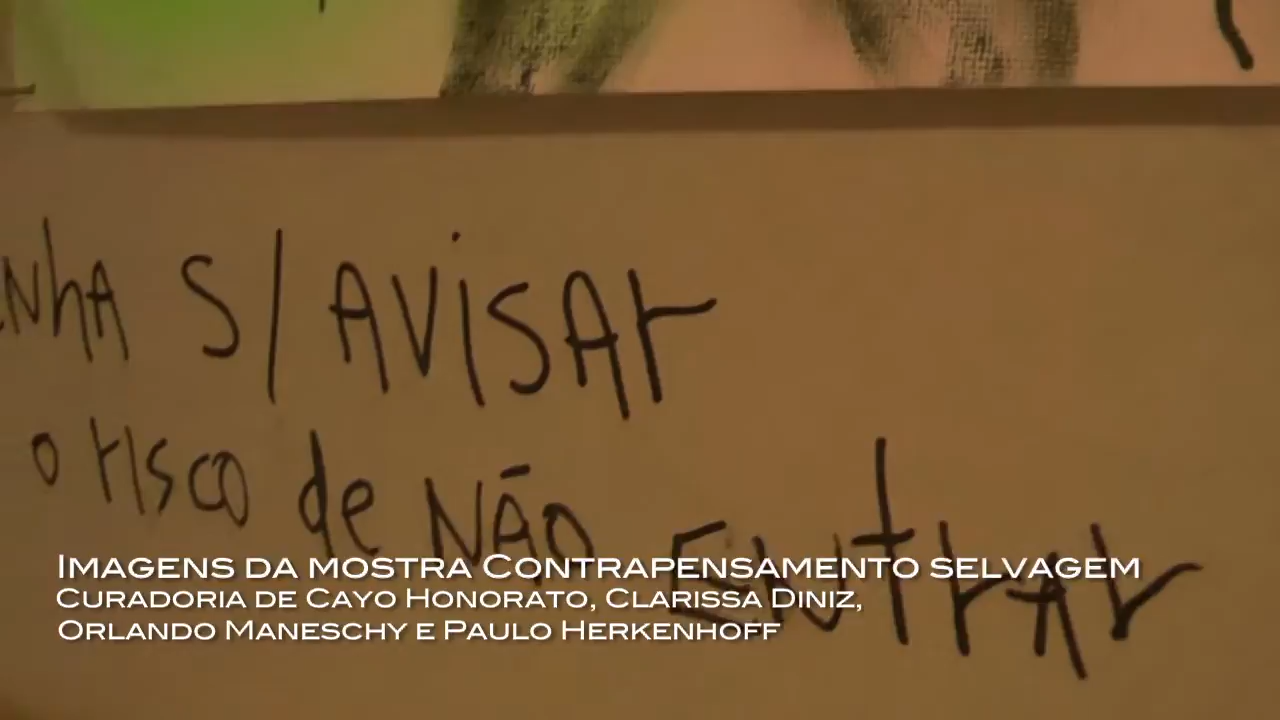 S/ AVISAr
o rIsco de NÃO ENtrAr
IMAGENS DA MOSTRA CONTRAPENSAMENTO SELVAGEM
CURADORIA DE CAYO HONORATO, CLARISSA DINIZ,
ORLANDO MANESCHY E PAULO HERKENHOFF